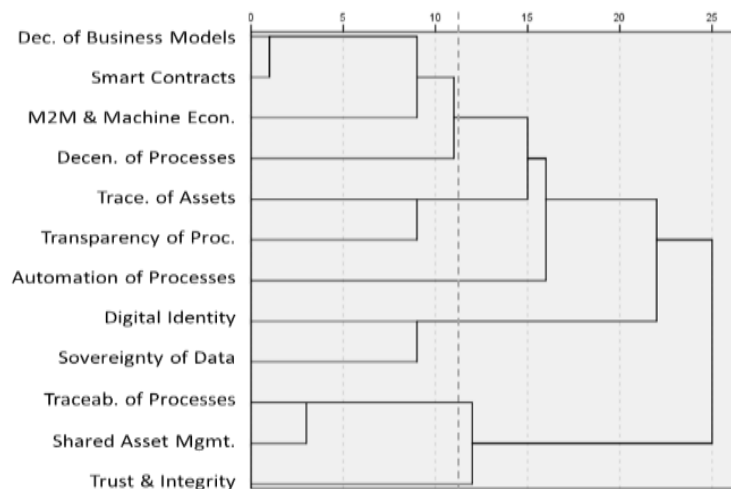 0 5 10 15 20 25
Dec. of Business Models
Smart Contracts
M2M & Machine Econ.
Decen. of Processes
Trace. of Assets
Transparency of Proc.
Automation of Processes
Digital Identity
Sovereignty of Data
Traceab. of Processes
Shared Asset Mgmt.
Trust & Integrity